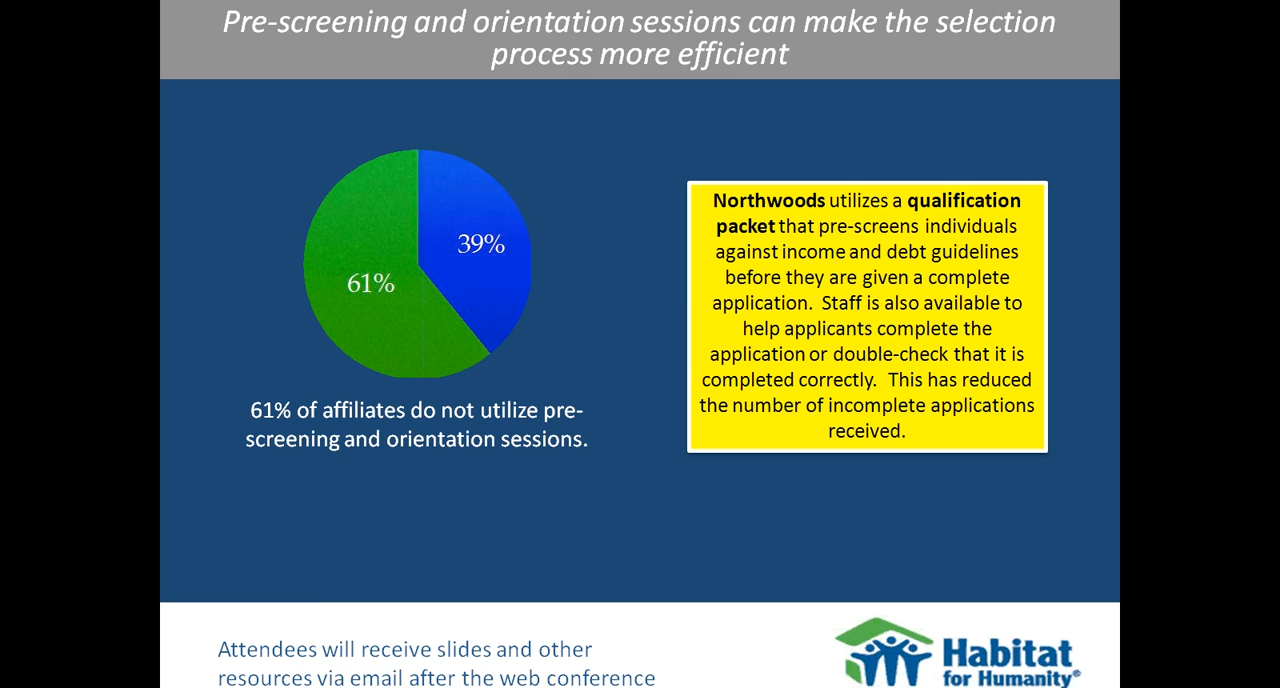 Pre-screening and orientation sessions can make the selection
process more efficient
39%
61%
61% of affiliates do not utilize pre-
screening and orientation sessions.
Northwoods utilizes a qualification
packet that pre-screens individuals
against income and debt guidelines
before they are given a complete
application.  Staff is also available to
help applicants complete the
application or double-check that it is
completed correctly.  This has reduced
the number of incomplete applications
received.
Attendees will receive slides and other
resources via email after the web conference
Habitat
for Humanity®